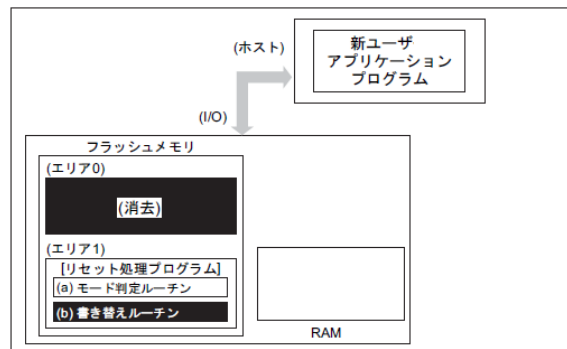 (ホスト)
新ユーザ
アプリケーション
プログラム
(I/O)
フラッシュメモリ
(エリア0)
(消去)
(エリア1)
[リセット処理プログラム]
(a) モード判定ルーチン
(b) 書き替えルーチン
RAM